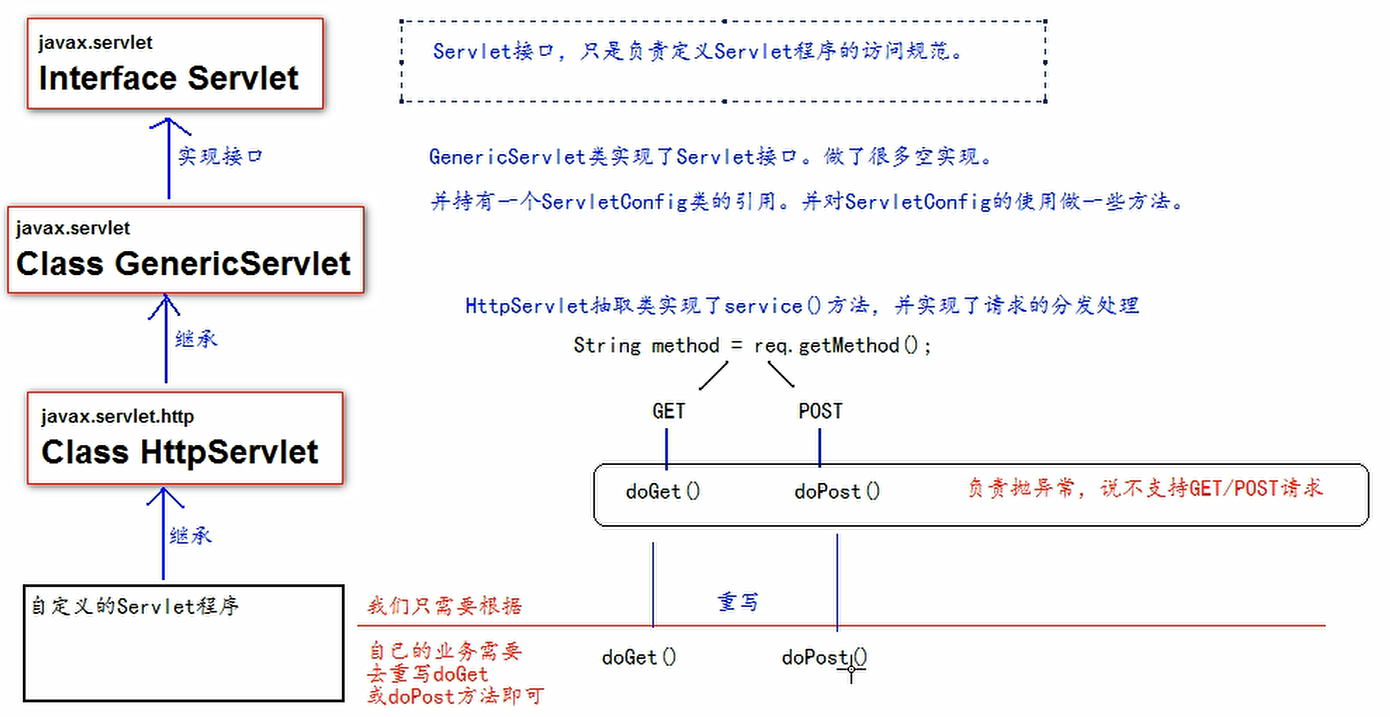 javax.servlet
Interface Servlet
Servlet接口，只是负责定义Servlet程序的访问规范。
实现接口
GenericServlet类实现了Servlet接口。做了很多空实现。
并持有一个ServletConfig类的引用。并对ServletConfig的使用做一些方法。
javax.servlet
Class GenericServlet
继承
HttpServlet抽取类实现了service()方法，并实现了请求的分发处理
String method = req.getMethod();
GET
POST
javax.servlet.http
Class HttpServlet
doGet()
doPost()
负责抛异常，说不支持GET/POST请求
继承
自定义的Servlet程序
我们只需要根据
重写
自己的业务需要
去重写doGet
或doPost方法即可
doGet()
doPost()